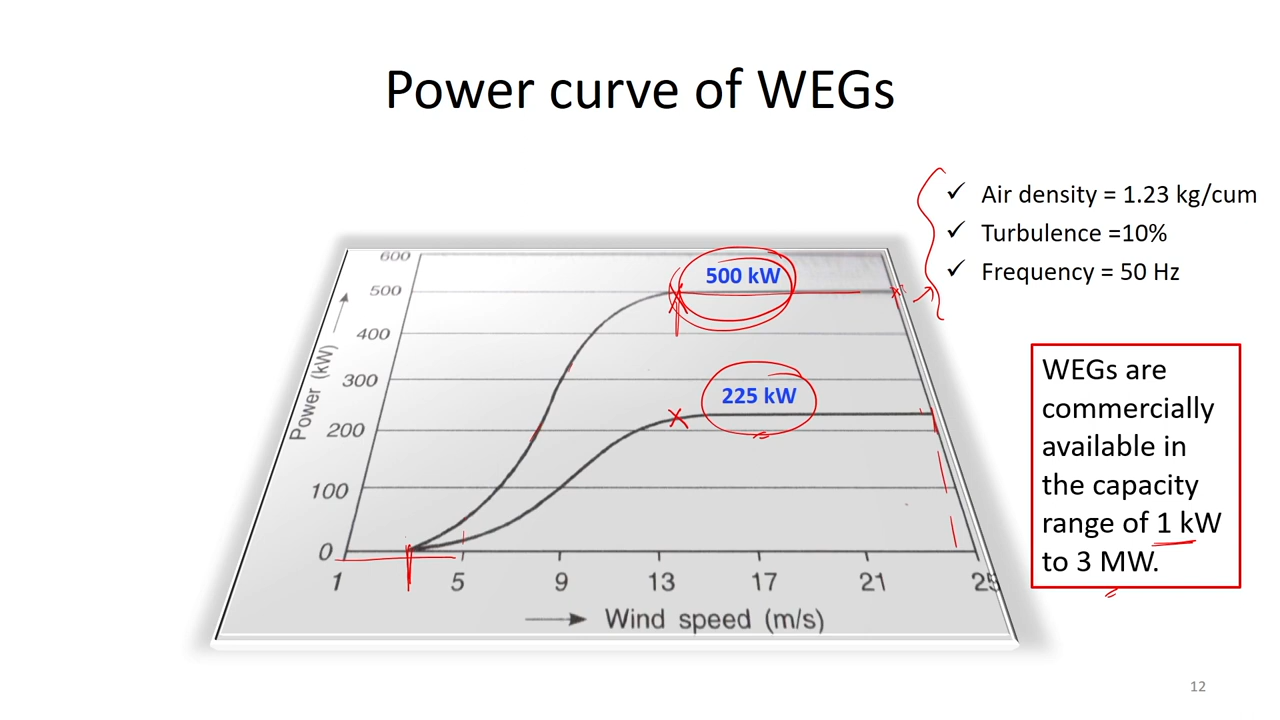 Power curve of WEGs
✓ Air density = 1.23 kg/cum
✓ Turbulence =10%
✓ Frequency = 50 Hz
600
500
400
300
200
100
0
Power (kW)
500 kW
225 kW
1 5 9 13 17 21 25
Wind speed (m/s)
WEGs are
commercially
available in
the capacity
range of 1 kW
to 3 MW.
12